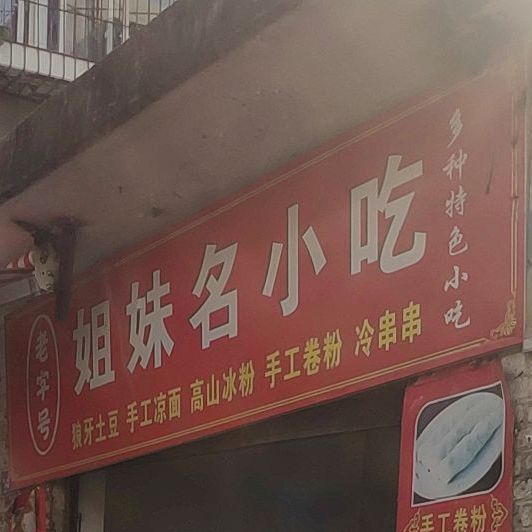 老字号
姐妹名小吃
多种特色小吃
狼牙土豆 手工凉面 高山冰粉 手工卷粉 冷串串
手工卷粉